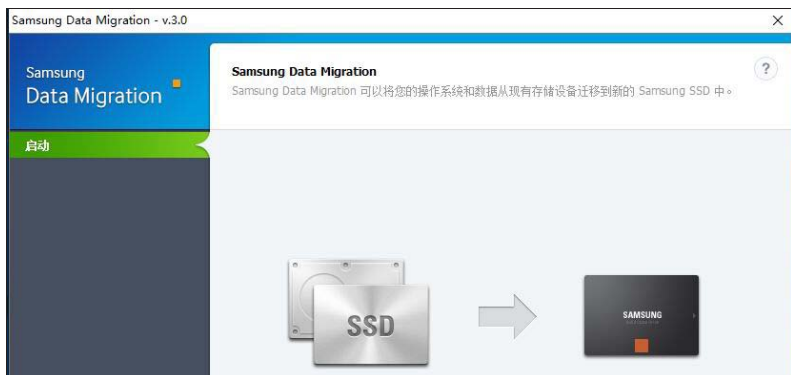 Samsung Data Migration - v.3.0
Samsung
Data Migration
Samsung Data Migration
Samsung Data Migration 可以将您的操作系统和数据从现有存储设备迁移到新的 Samsung SSD 中。
?
启动
SSD
SAMSUNG